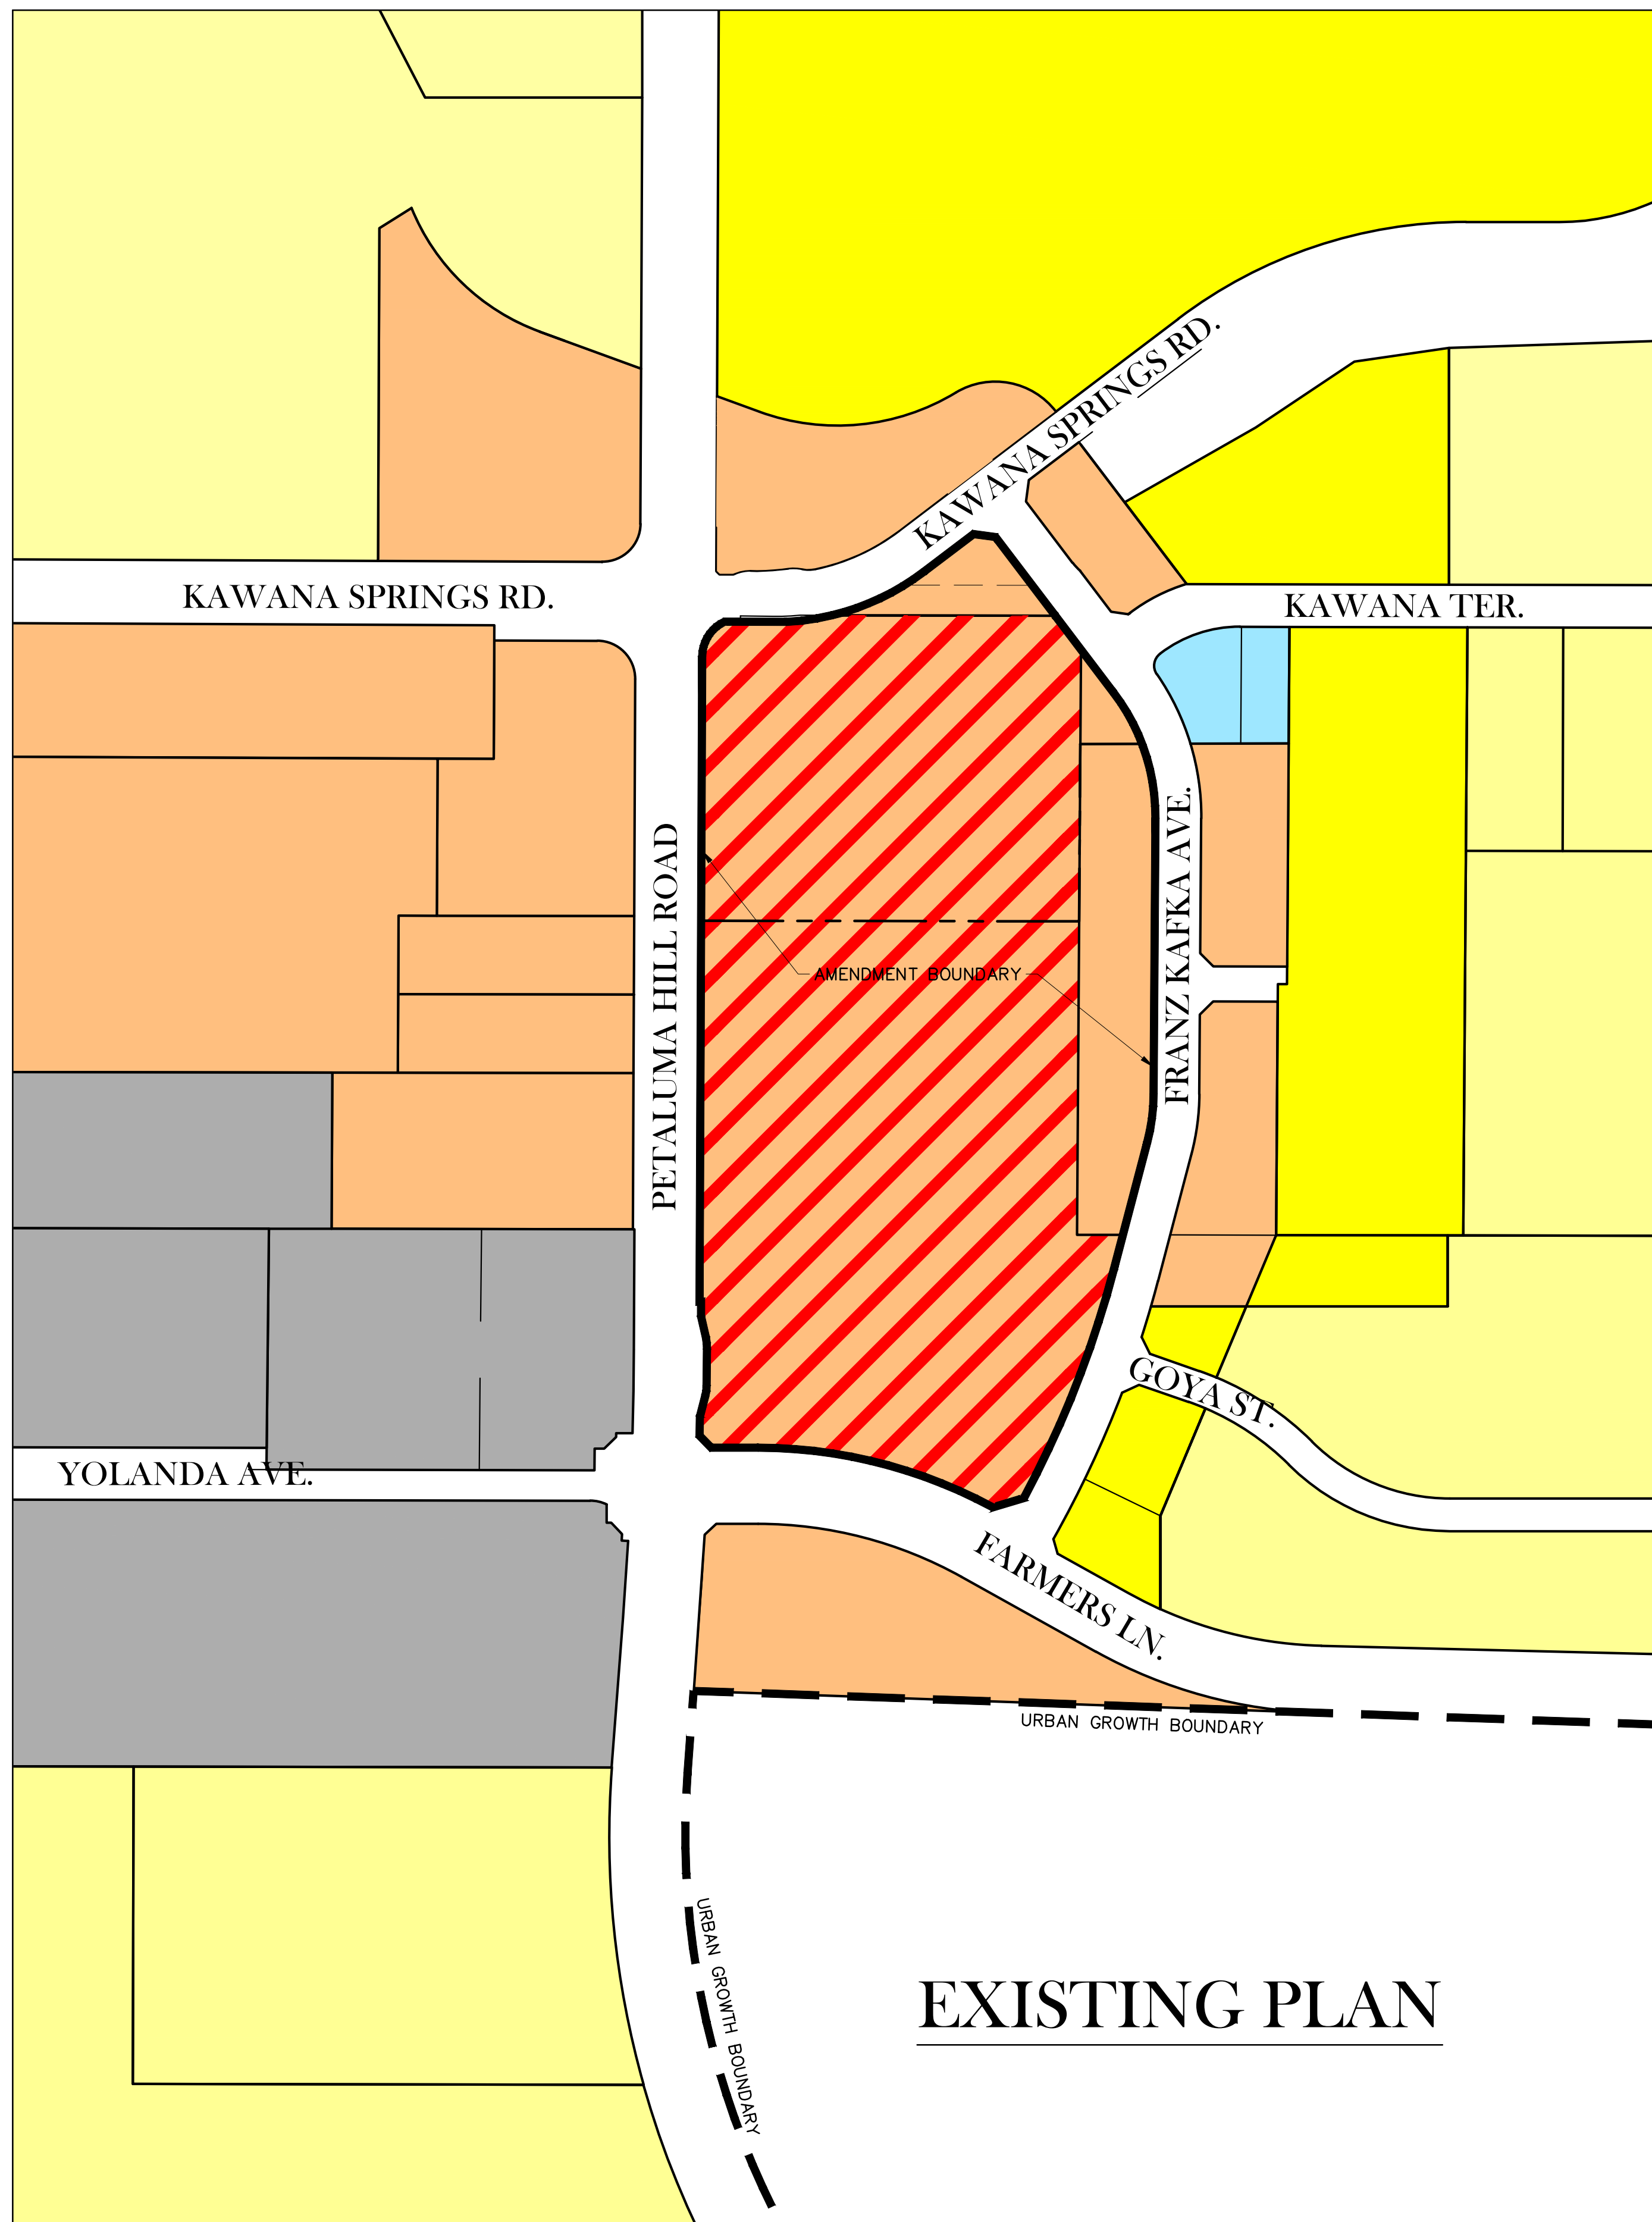 KAWANA SPRINGS RD.
KAWANA SPRINGS RD.
KAWANA TER.
PETALUMA HILL ROAD
AMENDMENT BOUNDARY
FRANZ KAFKA AVE.
GOYA ST.
YOLANDA AVE.
FARMERS LN.
URBAN GROWTH BOUNDARY
URBAN GROWTH BOUNDARY
EXISTING PLAN